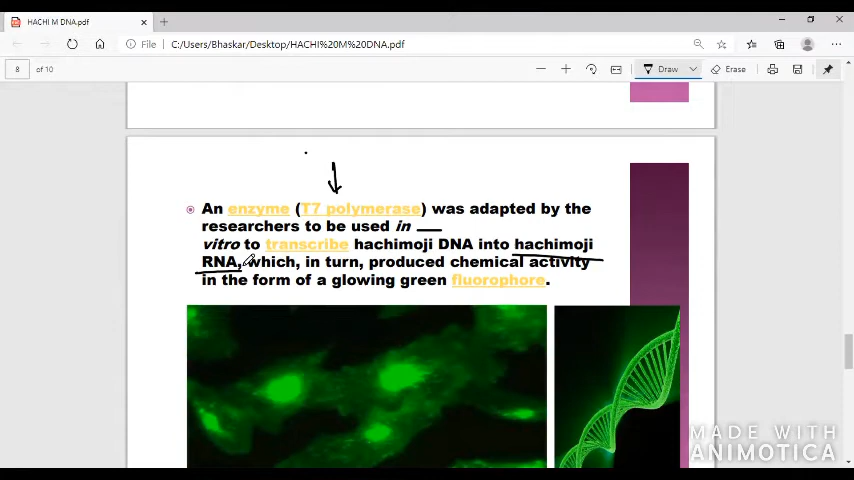 HACHI M DNA.pdf
File
C:/Users/Bhaskar/Desktop/HACHI%20M%20DNA.pdf
8 of 10
Draw
Erase
An enzyme (T7 polymerase) was adapted by the
researchers to be used in
vitro to transcribe hachimoji DNA into hachimoji
RNA, which, in turn, produced chemical activity
in the form of a glowing green fluorophore.
MADE WITH
ANIMOTICA